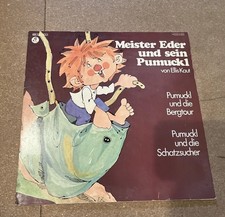 Meister Eder
und sein
Pumuckl
von Ellis Kaut
Pumuckl
und die
Bergtour
Pumuckl
und die
Schatzsucher